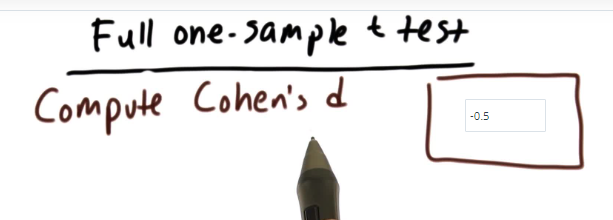 Full one-sample t test
Compute Cohen's d
-0.5